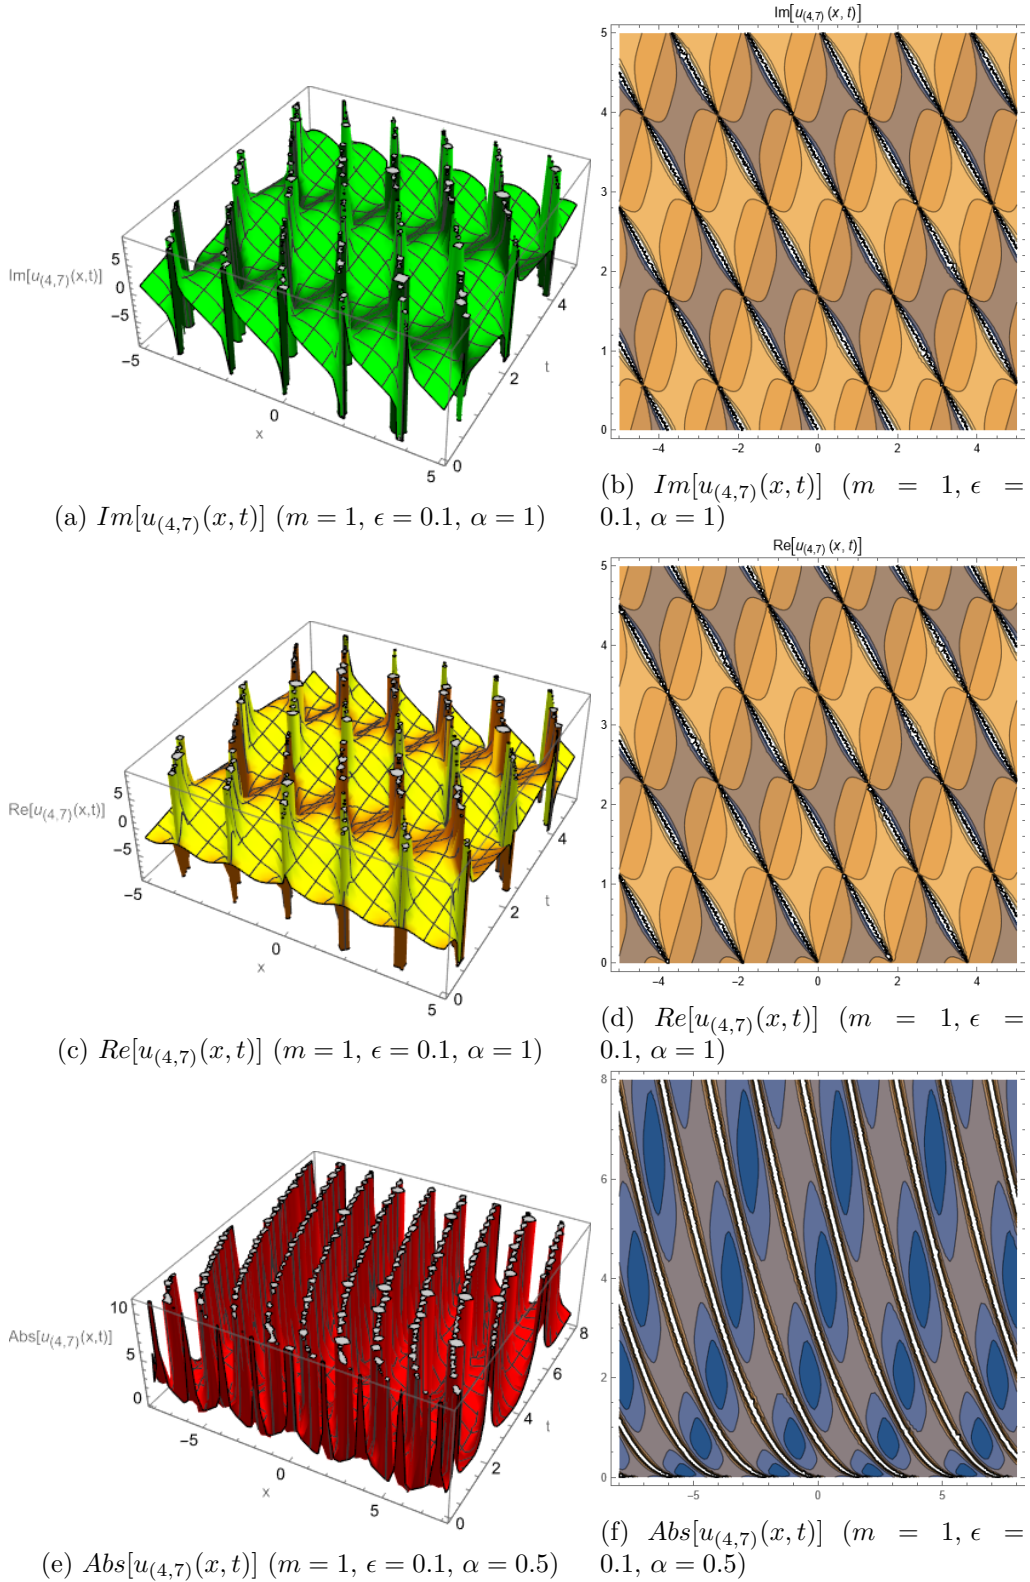 5
0
-5
Im[u(4,7)(x,t)]
-5
0
x
5
0
2
t
4
Im[u(4,7)(x, t)]
5
4
3
2
1
0
-4
-2
0
2
4
(a) Im[u(4,7)(x, t)] (m = 1, ϵ = 0.1, α = 1)
(b) Im[u(4,7)(x, t)] (m = 1, ϵ =
0.1, α = 1)
5
0
-5
Re[u(4,7)(x,t)]
-5
0
x
5
0
2
t
4
Re[u(4,7)(x, t)]
5
4
3
2
1
0
-4
-2
0
2
4
(c) Re[u(4,7)(x, t)] (m = 1, ϵ = 0.1, α = 1)
(d) Re[u(4,7)(x, t)] (m = 1, ϵ =
0.1, α = 1)
10
5
0
Abs[u(4,7)(x,t)]
-5
0
x
5
0
2
4
t
6
8
8
6
4
2
0
-5
0
5
(e) Abs[u(4,7)(x, t)] (m = 1, ϵ = 0.1, α = 0.5)
(f) Abs[u(4,7)(x, t)] (m = 1, ϵ =
0.1, α = 0.5)